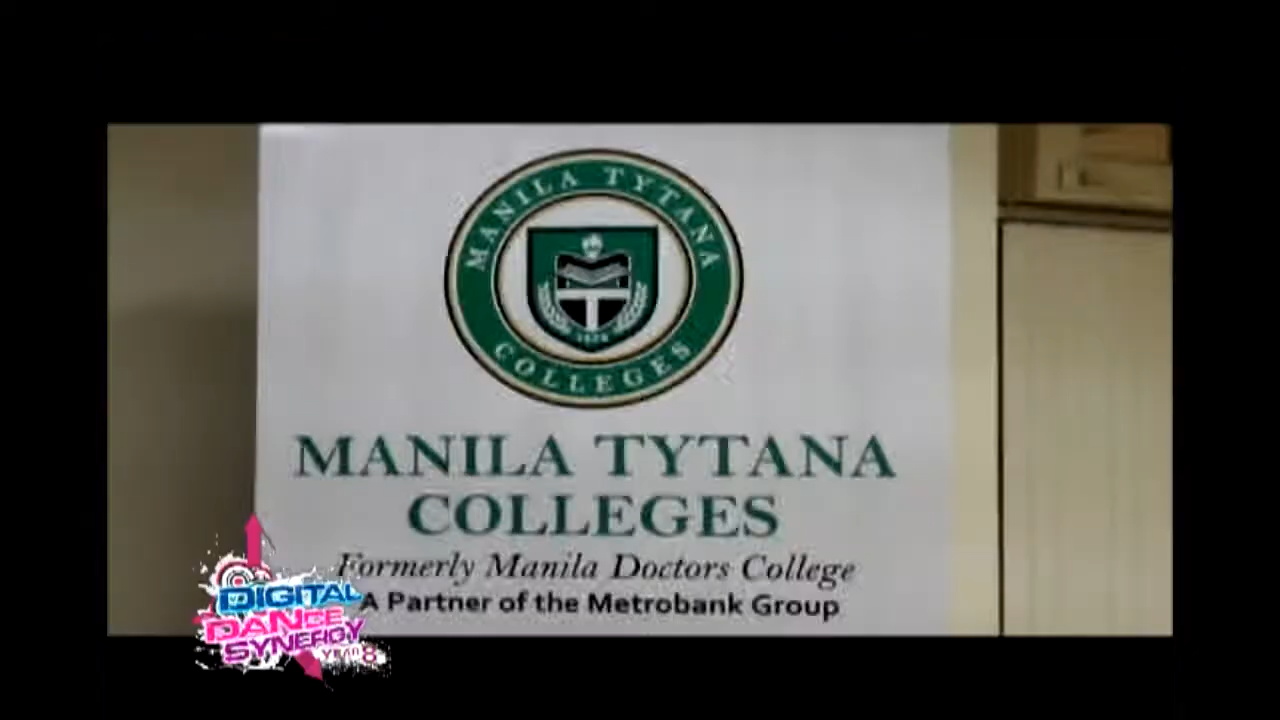 MANILA TYTANA
COLLEGES
MANILA TYTANA
COLLEGES
Formerly Manila Doctors College
A Partner of the Metrobank Group
DIGITAL
DANCE
SYNERGY
YEAR 8